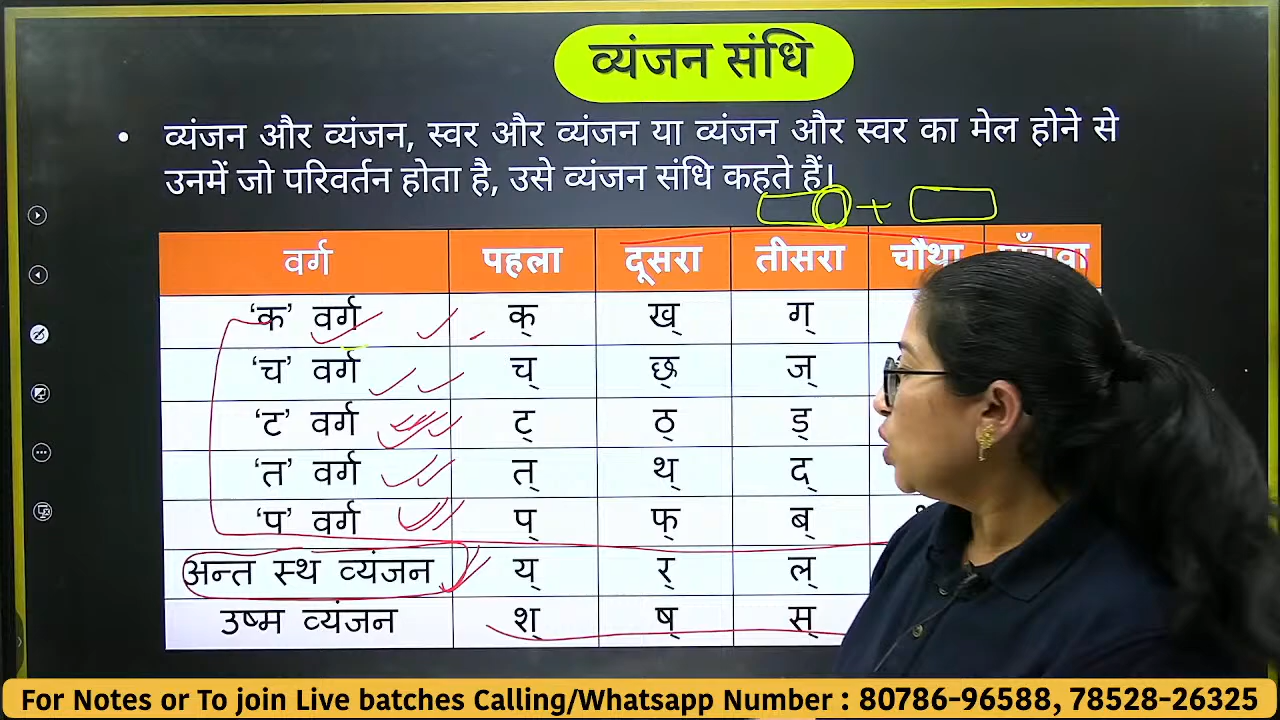 व्यंजन संधि
• व्यंजन और व्यंजन, स्वर और व्यंजन या व्यंजन और स्वर का मेल होने से
उनमें जो परिवर्तन होता है, उसे व्यंजन संधि कहते हैं।
+
वर्ग पहला दूसरा तीसरा चौथा
‘क’ वर्ग क् ख् ग्
‘च’ वर्ग च् छ् ज्
‘ट’ वर्ग ट् ठ् ड्
‘त’ वर्ग त् थ् द्
‘प’ वर्ग प् फ् ब्
अन्त स्थ व्यंजन य् र् ल्
उष्म व्यंजन श् ष् स्
For Notes or To join Live batches Calling/Whatsapp Number : 80786-96588, 78528-26325